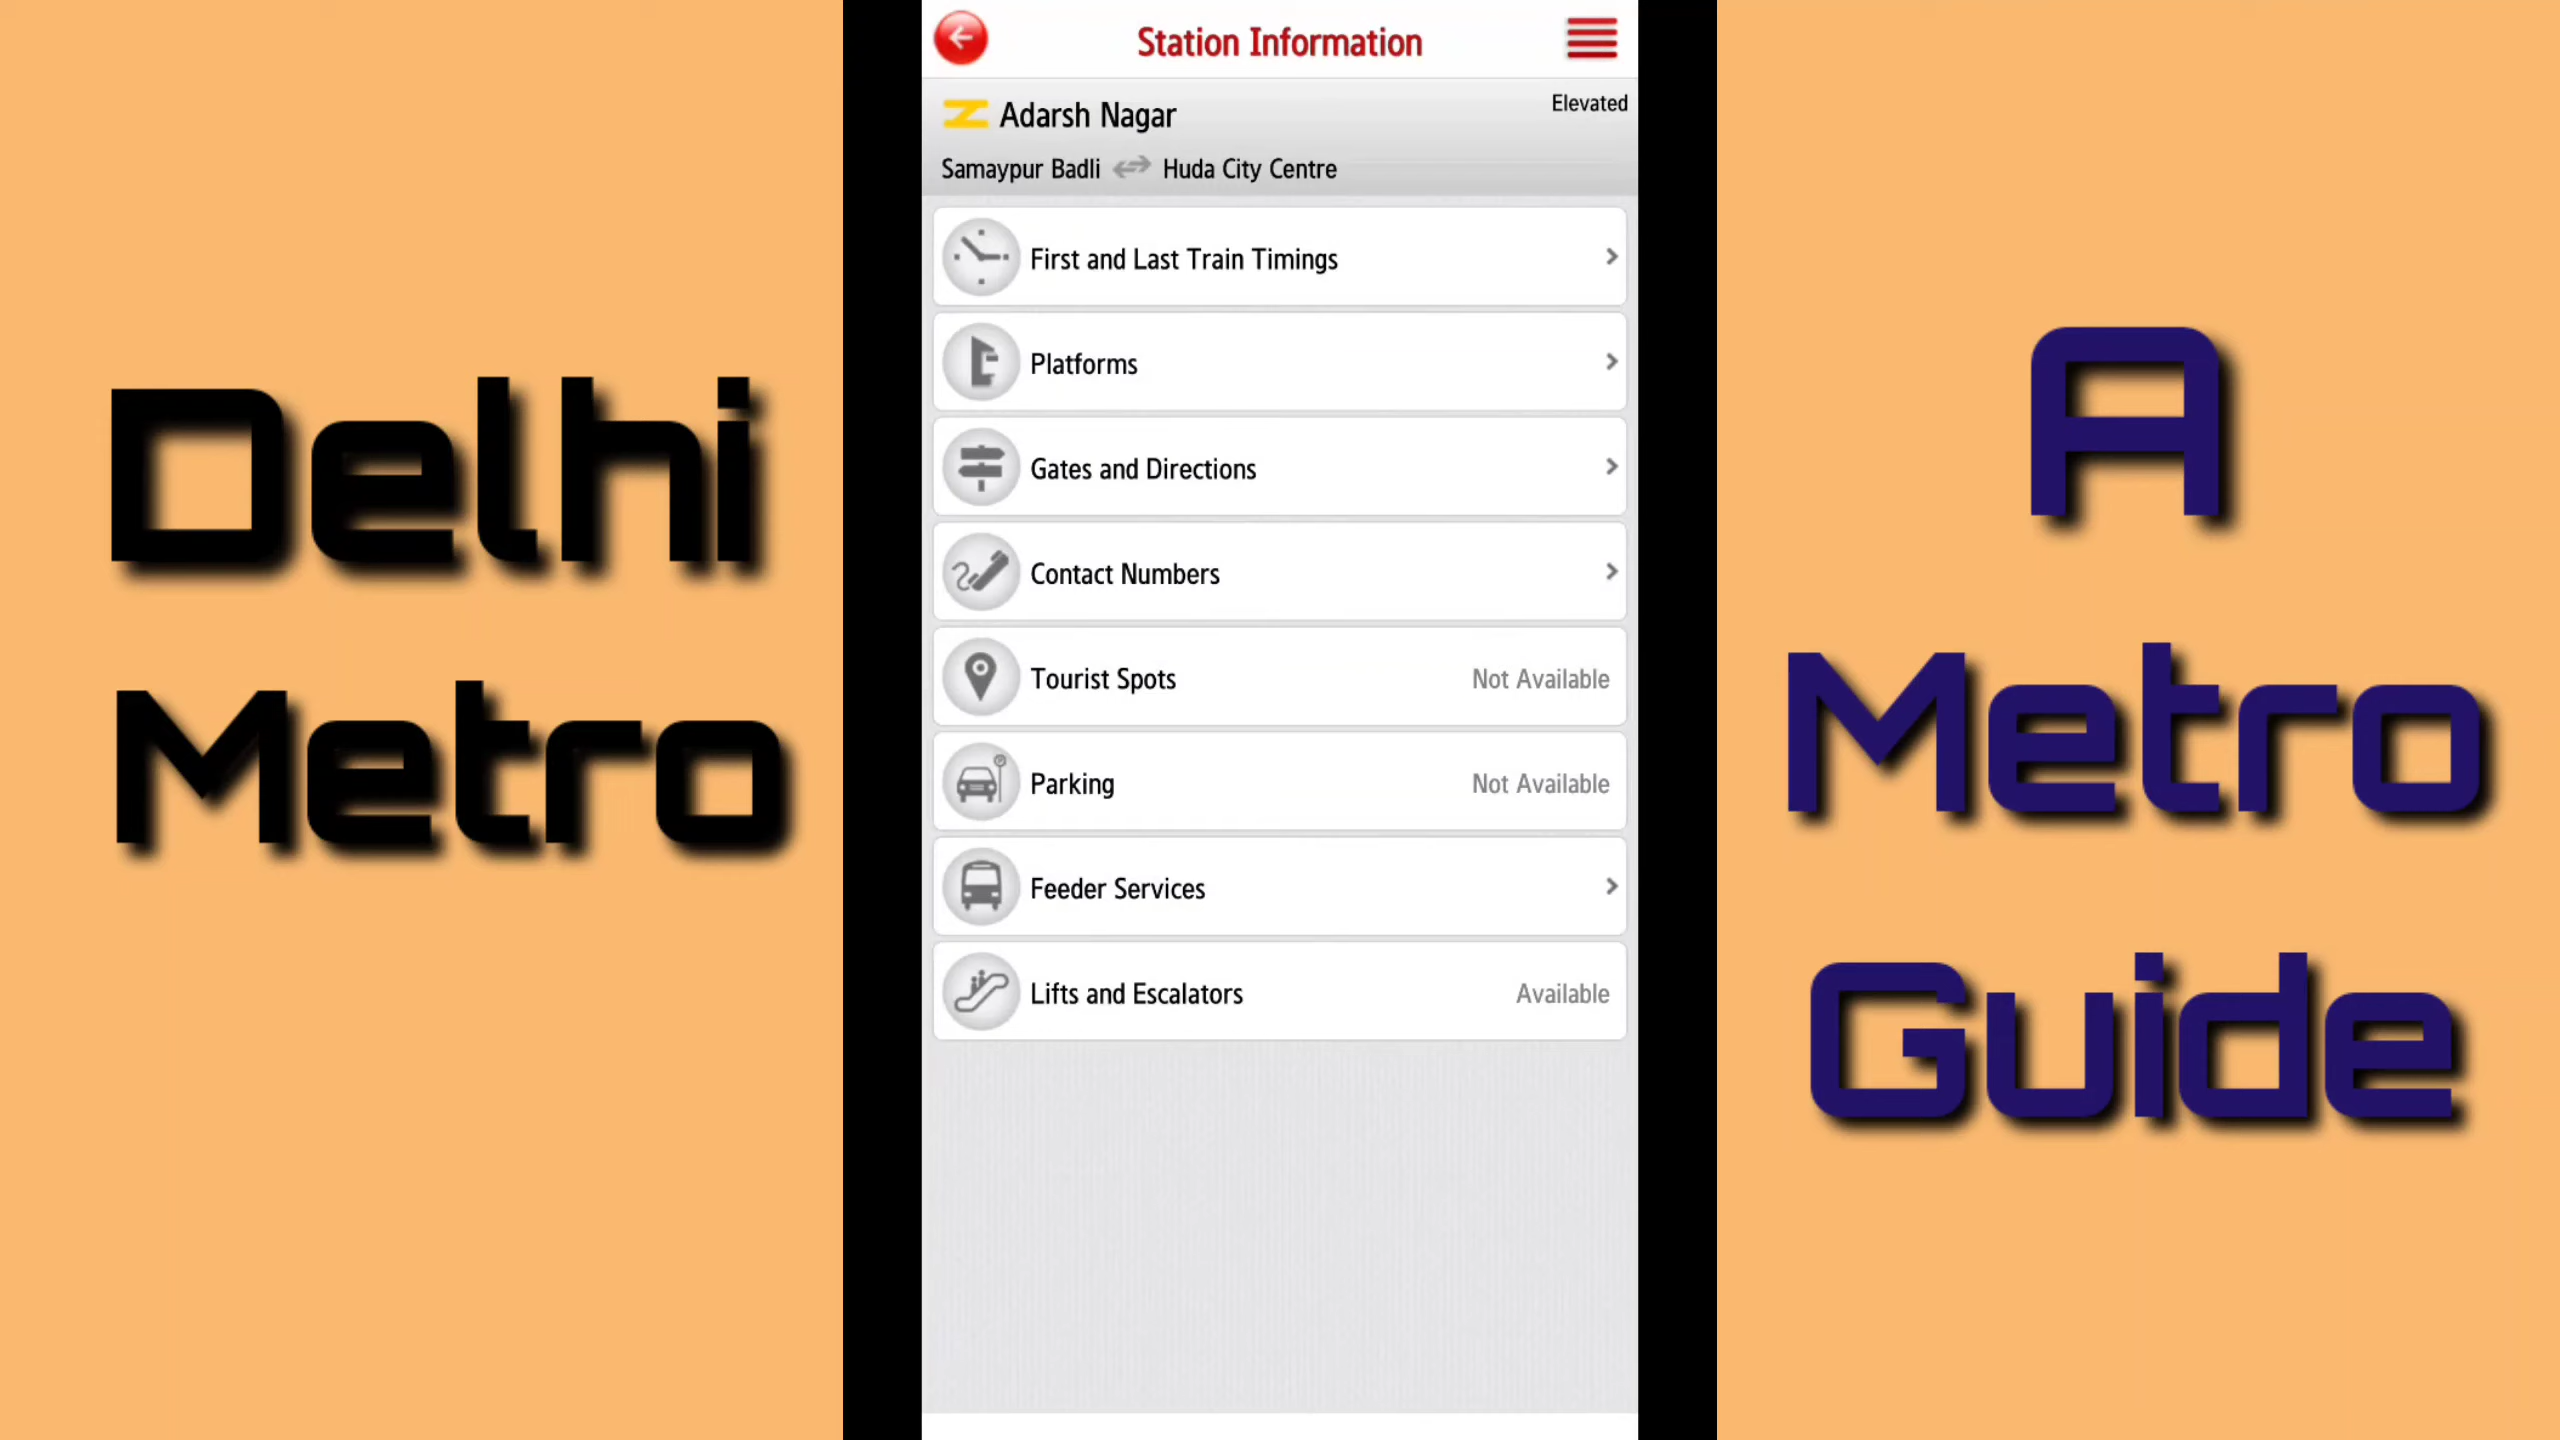 Delhi
Metro
Station Information
Adarsh Nagar
Elevated
Samaypur Badli
Huda City Centre
First and Last Train Timings
Platforms
Gates and Directions
Contact Numbers
Tourist Spots
Not Available
Parking
Not Available
Feeder Services
Lifts and Escalators
Available
A
Metro
Guide